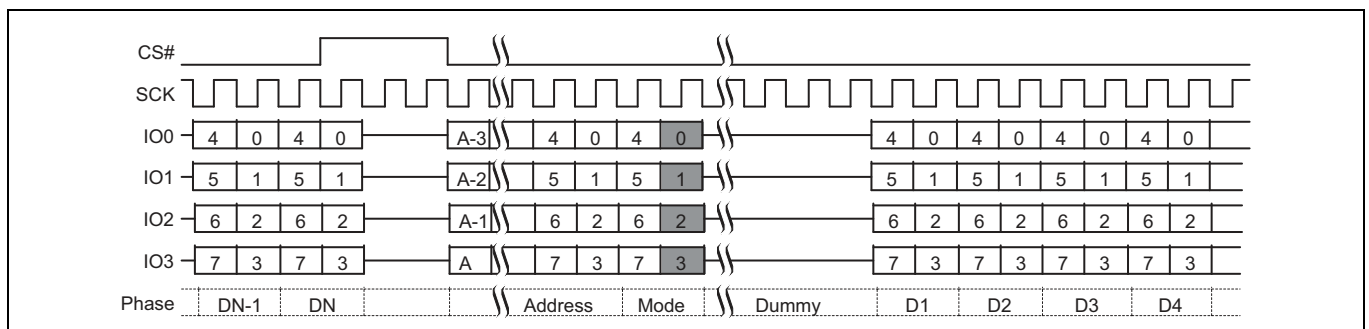 CS#
SCK
IO0 4 0 4 0 A-3 4 0 4 0 4 0 4 0 4 0 4 0
IO1 5 1 5 1 A-2 5 1 5 1 5 1 5 1 5 1 5 1
IO2 6 2 6 2 A-1 6 2 6 2 6 2 6 2 6 2 6 2
IO3 7 3 7 3 A 7 3 7 3 7 3 7 3 7 3 7 3
Phase DN-1 DN Address Mode Dummy D1 D2 D3 D4